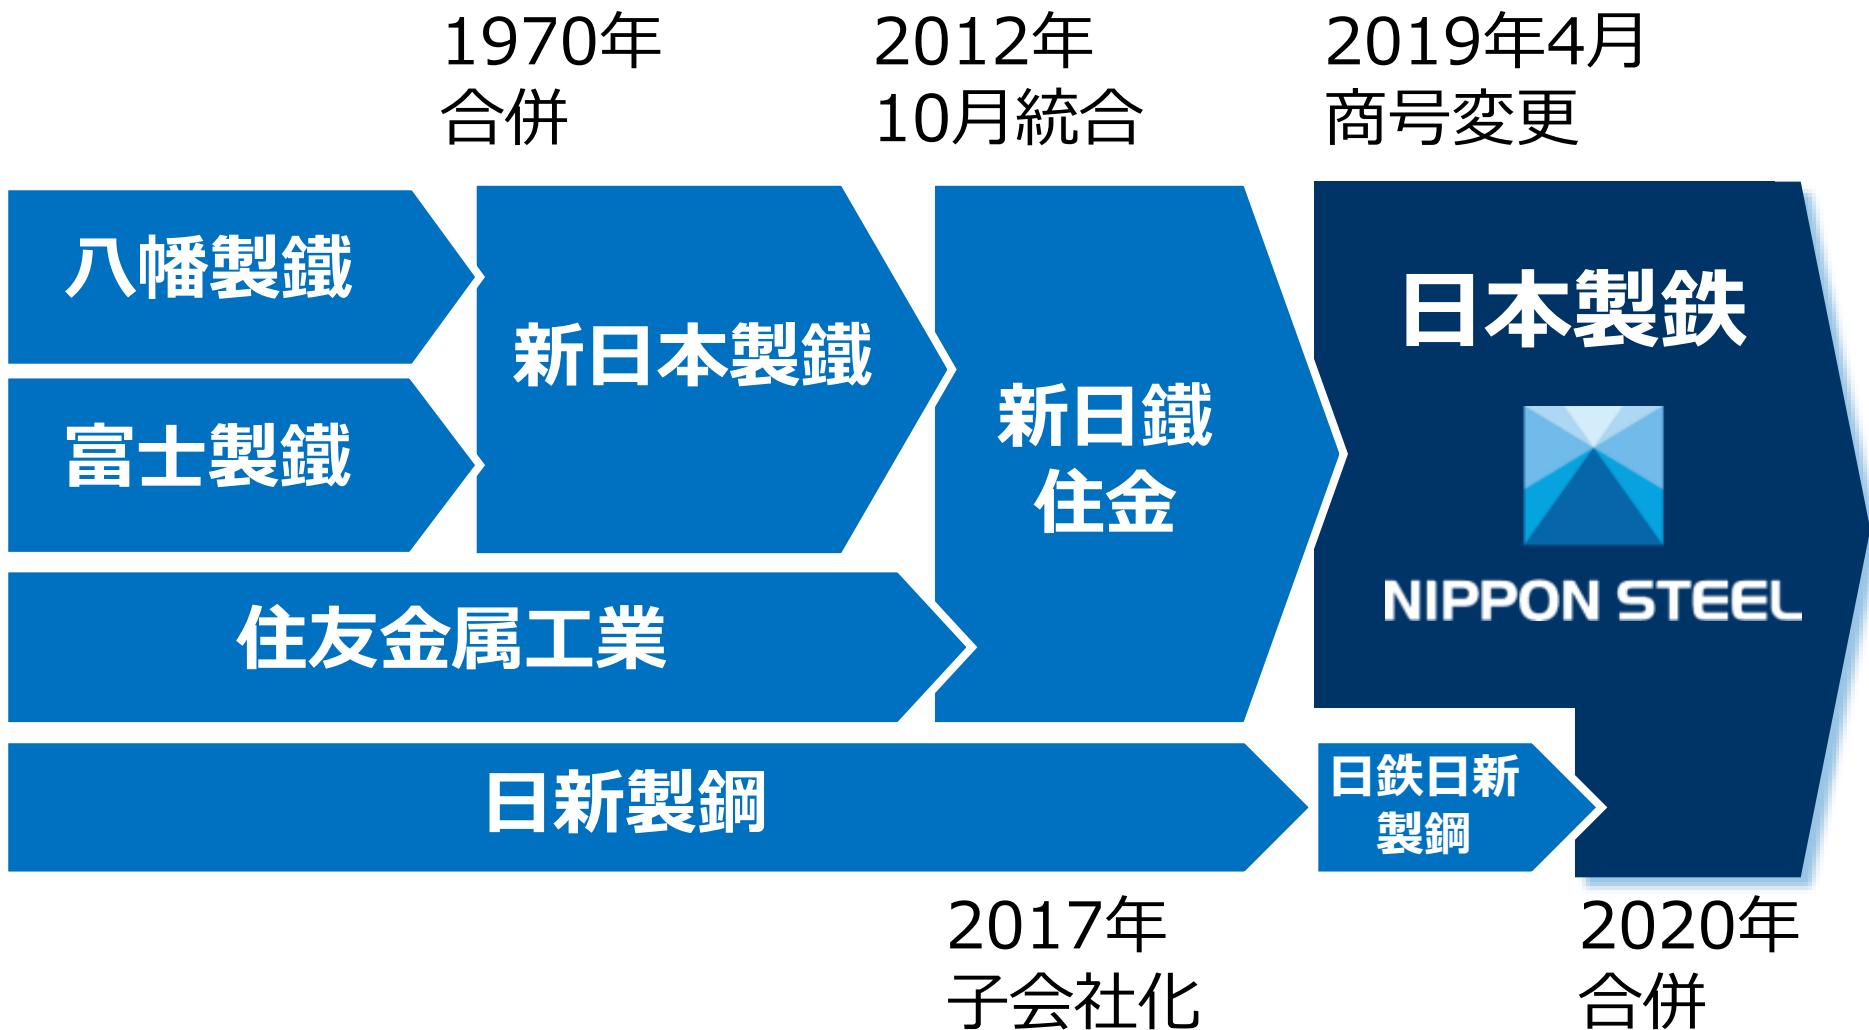 1970年
合併
2012年
10月統合
2019年4月
商号変更
八幡製鐵
富士製鐵
新日本製鐵
住友金属工業
新日鐵
住金
日本製鉄
NIPPON STEEL
日新製鋼
日鉄日新
製鋼
2017年
子会社化
2020年
合併